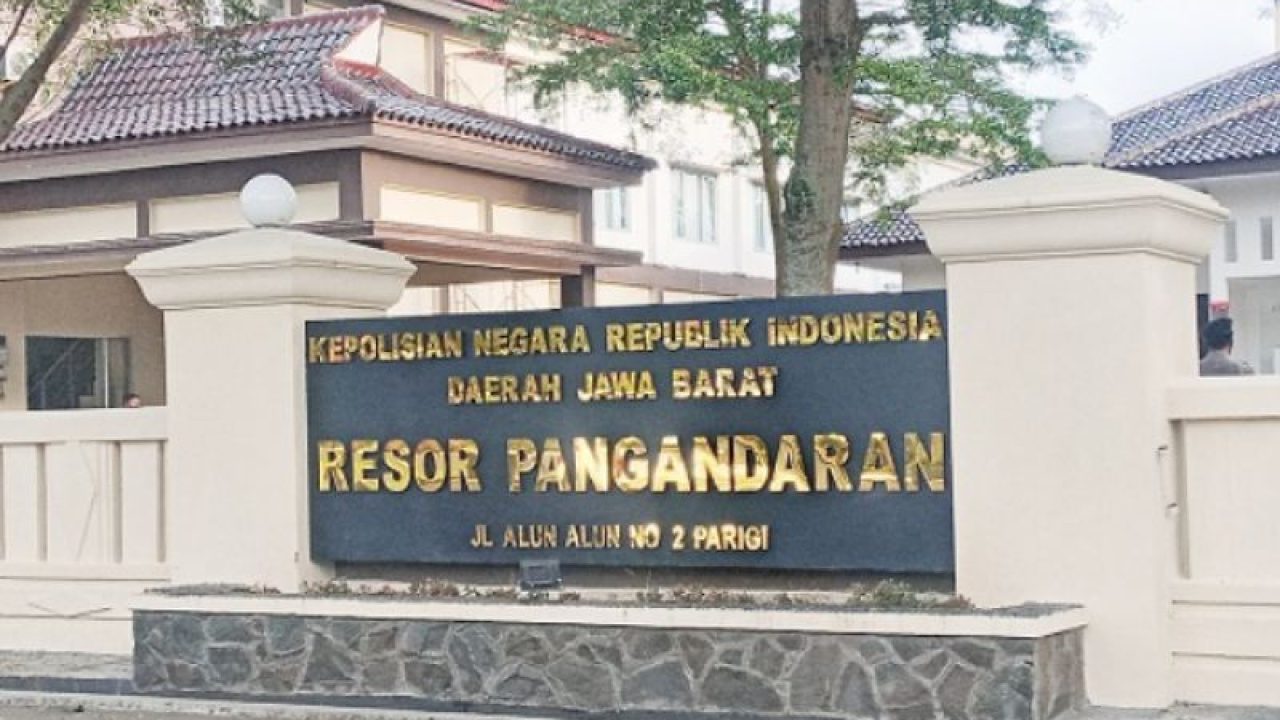 KEPOLISIAN NEGARA REPUBLIK INDONESIA
DAERAH JAWA BARAT
RESOR PANGANDARAN
JL ALUN ALUN NO 2 PARIGI